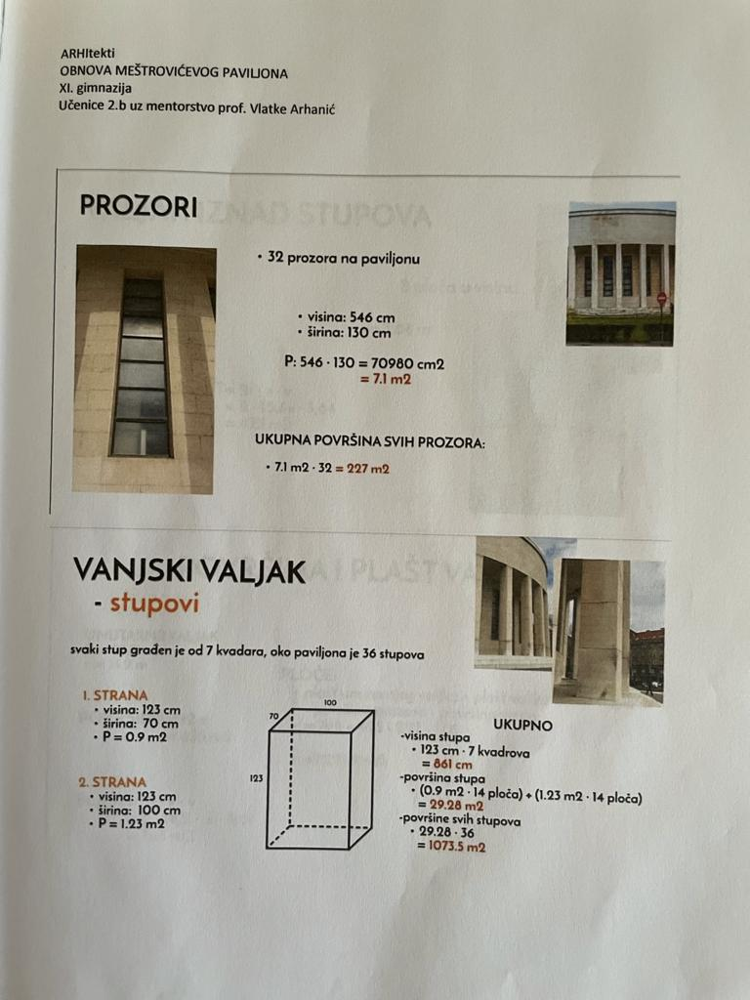 ARHItekti
OBNOVA MEŠTROVIĆEVOG PAVILJONA
XI. gimnazija
Učenice 2.b uz mentorstvo prof. Vlatke Arhanić
PROZORI
• 32 prozora na paviljonu
• visina: 546 cm
• širina: 130 cm
P: 546 · 130 = 70980 cm2
= 7.1 m2
UKUPNA POVRŠINA SVIH PROZORA:
• 7.1 m2 · 32 = 227 m2
VANJSKI VALJAK
- stupovi
svaki stup građen je od 7 kvadara, oko paviljona je 36 stupova
1. STRANA
• visina: 123 cm
• širina: 70 cm
• P = 0.9 m2
2. STRANA
• visina: 123 cm
• širina: 100 cm
• P = 1.23 m2
100
70
123
UKUPNO
-visina stupa
• 123 cm · 7 kvadrova
= 861 cm
-površina stupa
• (0.9 m2 · 14 ploča) + (1.23 m2 · 14 ploča)
= 29.28 m2
-površine svih stupova
• 29.28 · 36
= 1073.5 m2